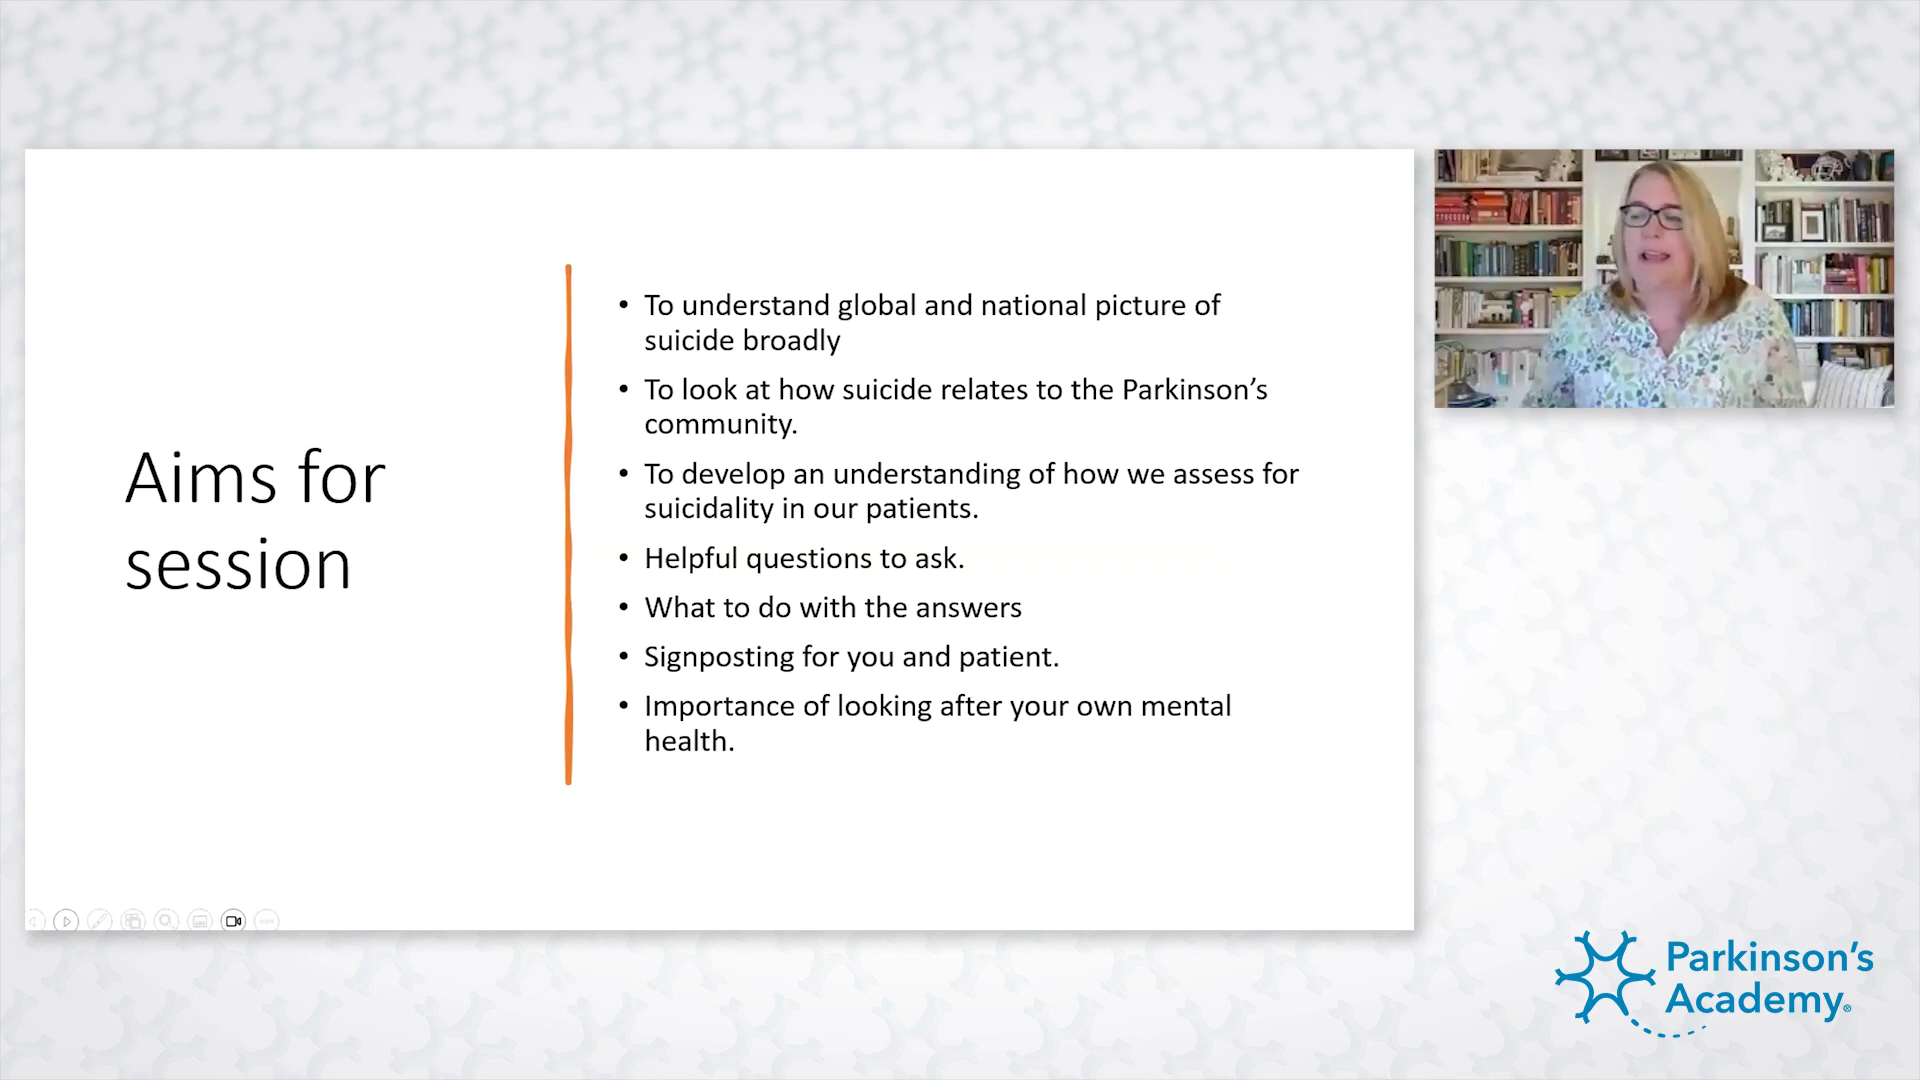 Aims for
session
• To understand global and national picture of
suicide broadly
• To look at how suicide relates to the Parkinson’s
community.
• To develop an understanding of how we assess for
suicidality in our patients.
• Helpful questions to ask.
• What to do with the answers
• Signposting for you and patient.
• Importance of looking after your own mental
health.
Parkinson’s
Academy®